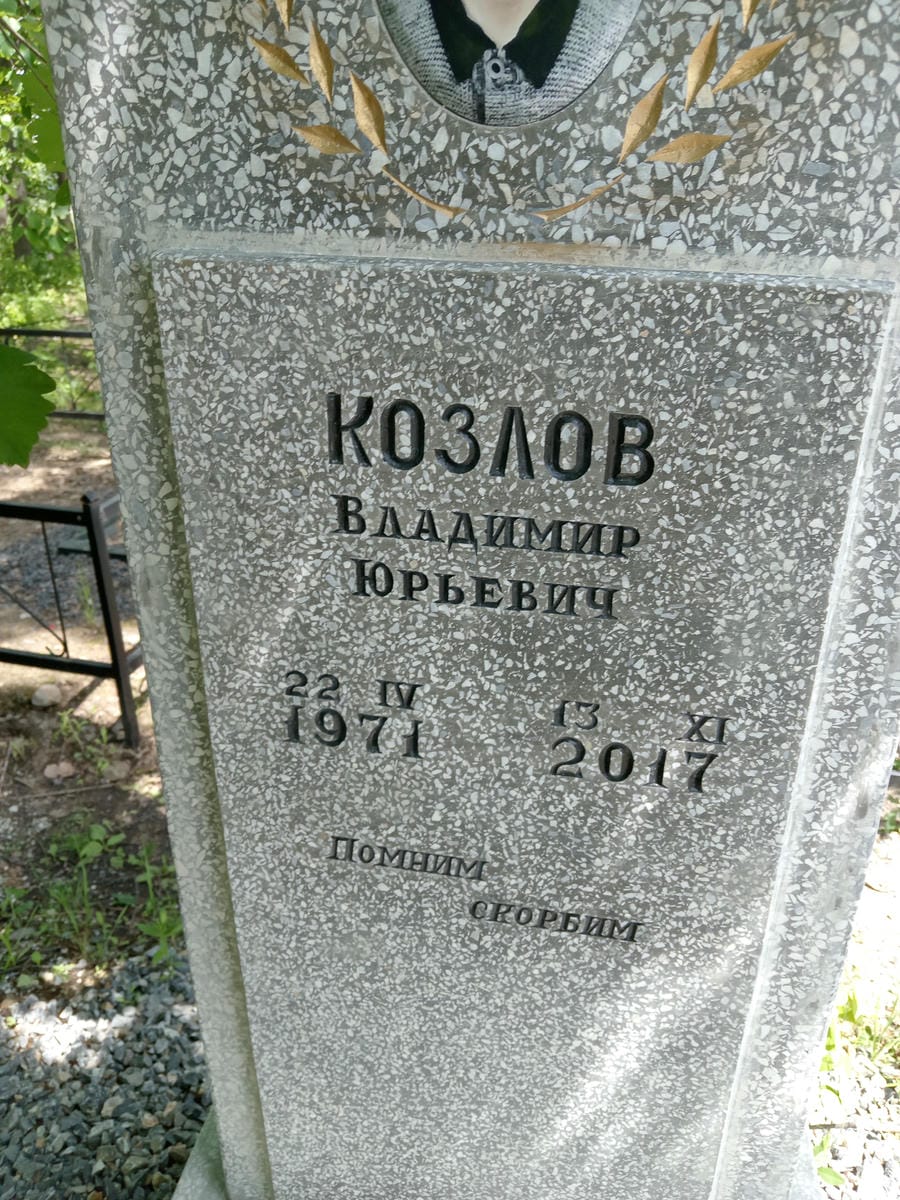 КОЗЛОВ
ВЛАДИМИР
ЮРЬЕВИЧ
22 IV 13 XI
1971 2017
ПОМНИМ
СКОРБИМ